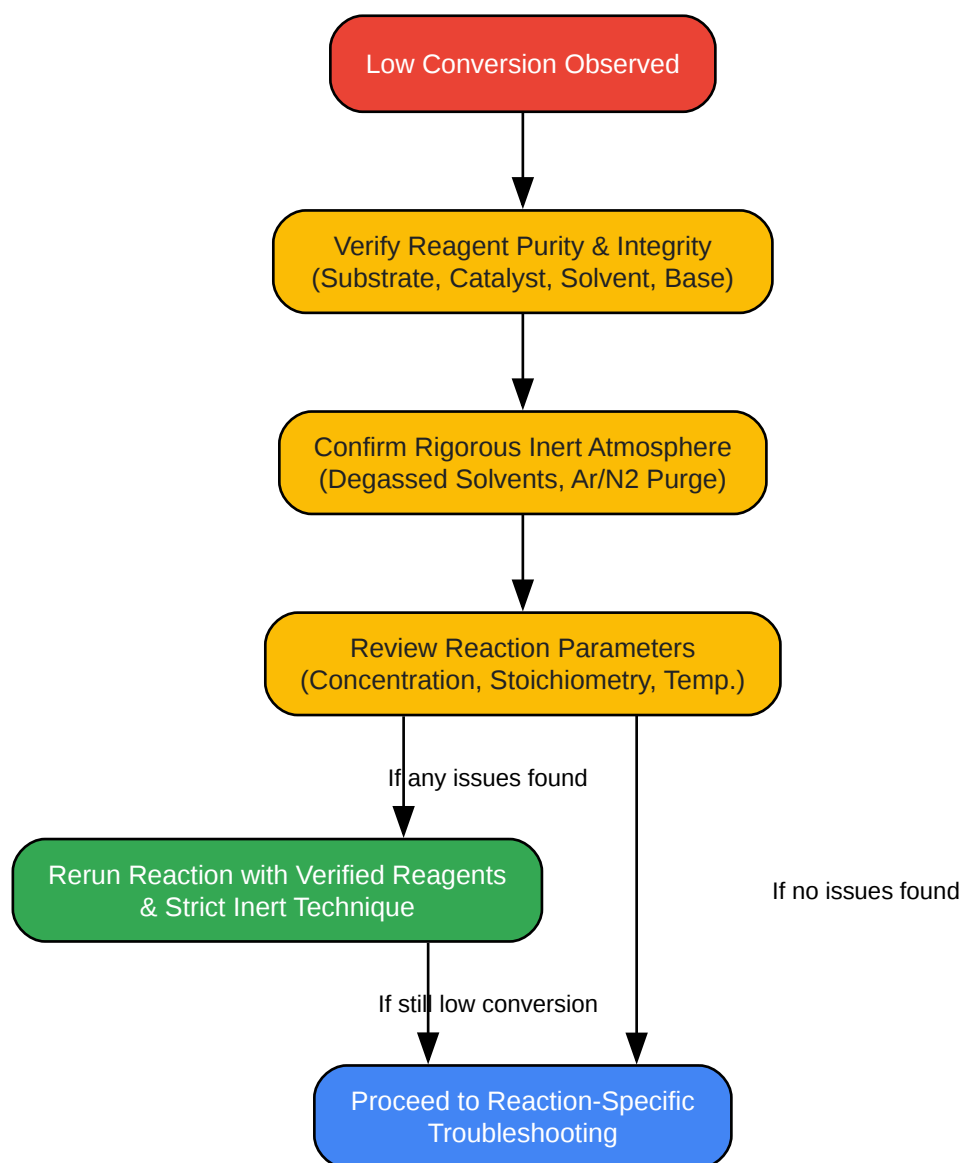 Low Conversion Observed
Verify Reagent Purity & Integrity
(Substrate, Catalyst, Solvent, Base)
Confirm Rigorous Inert Atmosphere
(Degassed Solvents, Ar/N2 Purge)
Review Reaction Parameters
(Concentration, Stoichiometry, Temp.)
If any issues found
Rerun Reaction with Verified Reagents
& Strict Inert Technique
If no issues found
If still low conversion
Proceed to Reaction-Specific
Troubleshooting